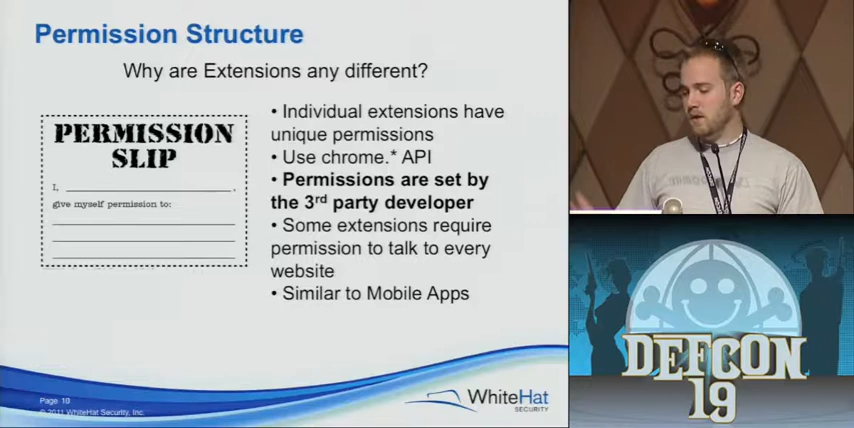 Permission Structure
Why are Extensions any different?
PERMISSION
SLIP
I, ,
give myself permission to:
• Individual extensions have
unique permissions
• Use chrome.* API
• Permissions are set by
the 3rd party developer
• Some extensions require
permission to talk to every
website
• Similar to Mobile Apps
Page 10
© 2011 WhiteHat Security, Inc.
WhiteHat
SECURITY
DEFCON
19